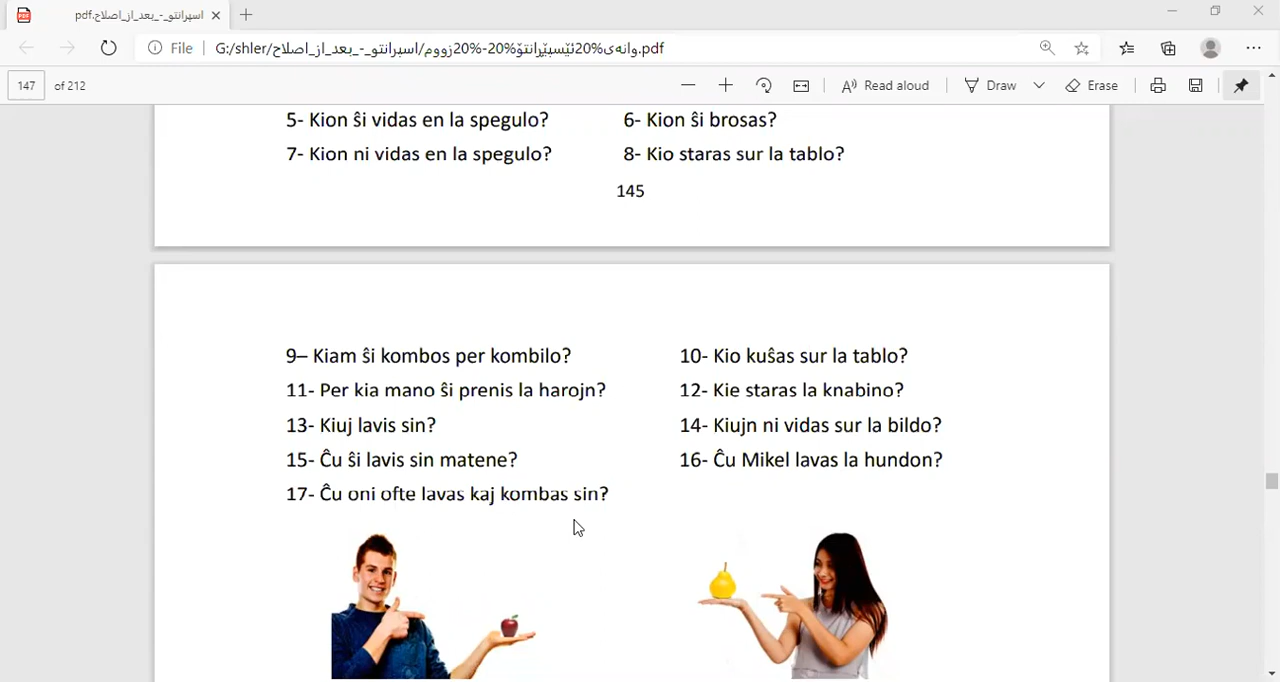 اسپرانتو_-_بعد_از_اصلاح.pdf
File G:/shler/وانەی%20ئێسپێرانتۆ%20-%20زووم/اسپرانتو_-_بعد_از_اصلاح.pdf
147 of 212 Read aloud Draw Erase
5- Kion ŝi vidas en la spegulo? 6- Kion ŝi brosas?
7- Kion ni vidas en la spegulo? 8- Kio staras sur la tablo?
145
9– Kiam ŝi kombos per kombilo? 10- Kio kuŝas sur la tablo?
11- Per kia mano ŝi prenis la harojn? 12- Kie staras la knabino?
13- Kiuj lavis sin? 14- Kiujn ni vidas sur la bildo?
15- Ĉu ŝi lavis sin matene? 16- Ĉu Mikel lavas la hundon?
17- Ĉu oni ofte lavas kaj kombas sin?